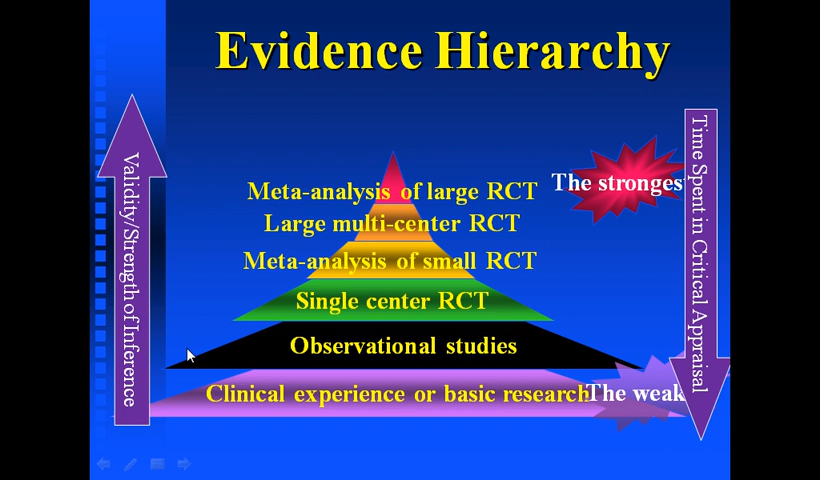 Evidence Hierarchy
Validity/Strength of Inference
Meta-analysis of large RCT
The strongest
Large multi-center RCT
Meta-analysis of small RCT
Single center RCT
Observational studies
Clinical experience or basic research
The weak
Time Spent in Critical Appraisal